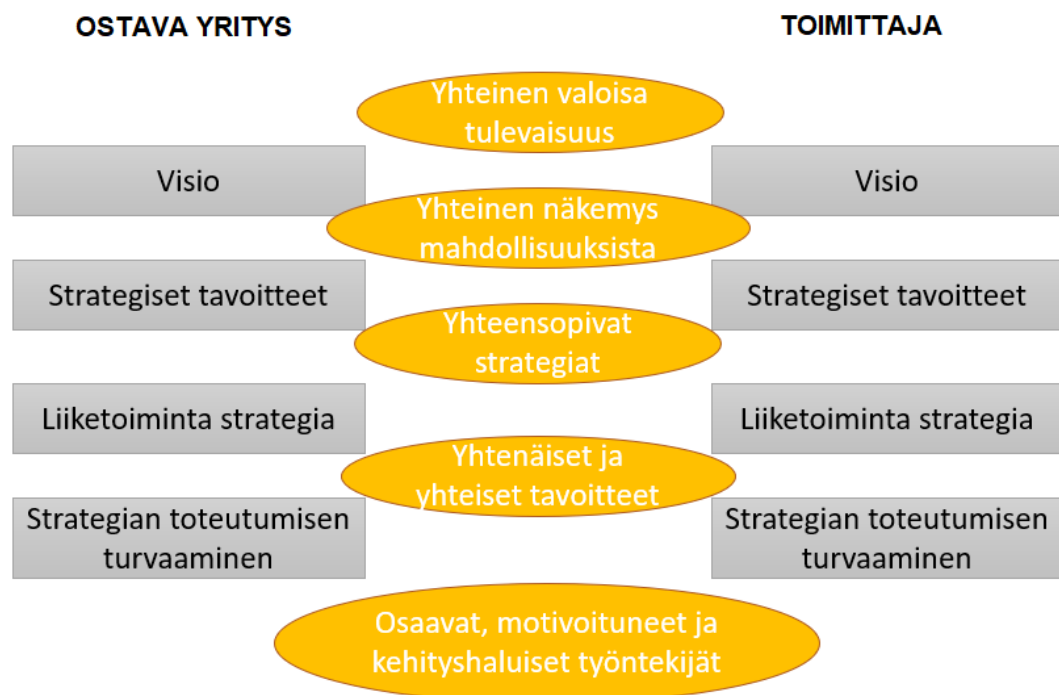 OSTAVA YRITYS
TOIMITTAJA
Yhteinen valoisa
tulevaisuus
Visio
Visio
Yhteinen näkemys
mahdollisuuksista
Strategiset tavoitteet
Strategiset tavoitteet
Yhteensopivat
strategiat
Liiketoiminta strategia
Liiketoiminta strategia
Yhtenäiset ja
yhteiset tavoitteet
Strategian toteutumisen
turvaaminen
Strategian toteutumisen
turvaaminen
Osaavat, motivoituneet ja
kehityshaluiset työntekijät